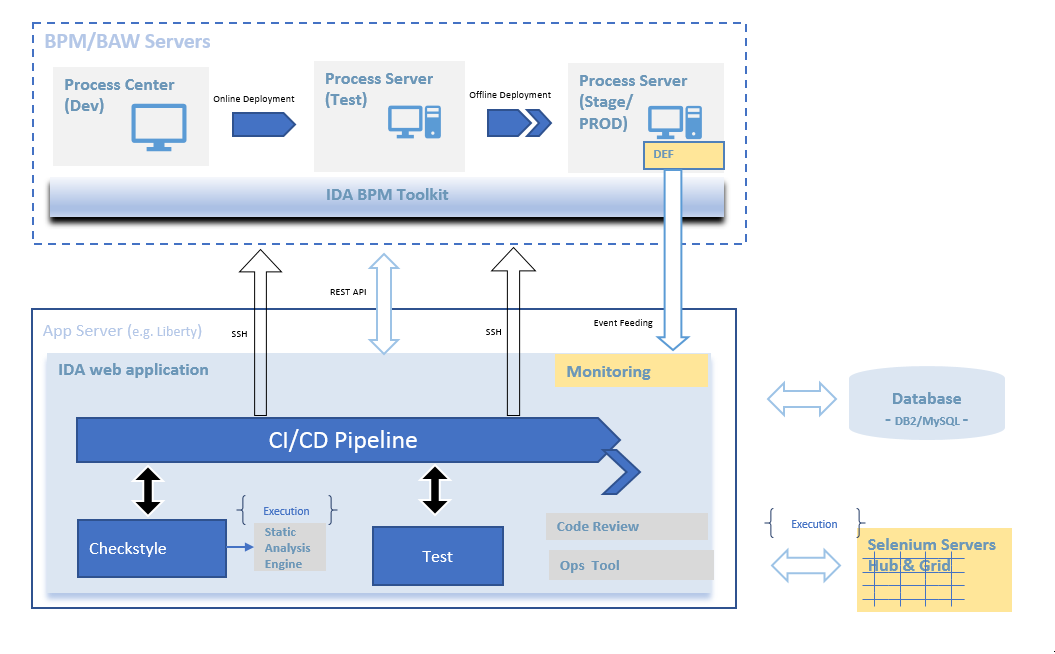 BPM/BAW Servers
Process Center
(Dev)
Online Deployment
Process Server
(Test)
Offline Deployment
Process Server
(Stage/
PROD)
DEF
IDA BPM Toolkit
SSH
REST API
SSH
Event Feeding
App Server (e.g. Liberty)
IDA web application
Monitoring
CI/CD Pipeline
Checkstyle
Execution
Static
Analysis
Engine
Test
Code Review
Ops Tool
Database
- DB2/MySQL -
Execution
Selenium Servers
Hub & Grid